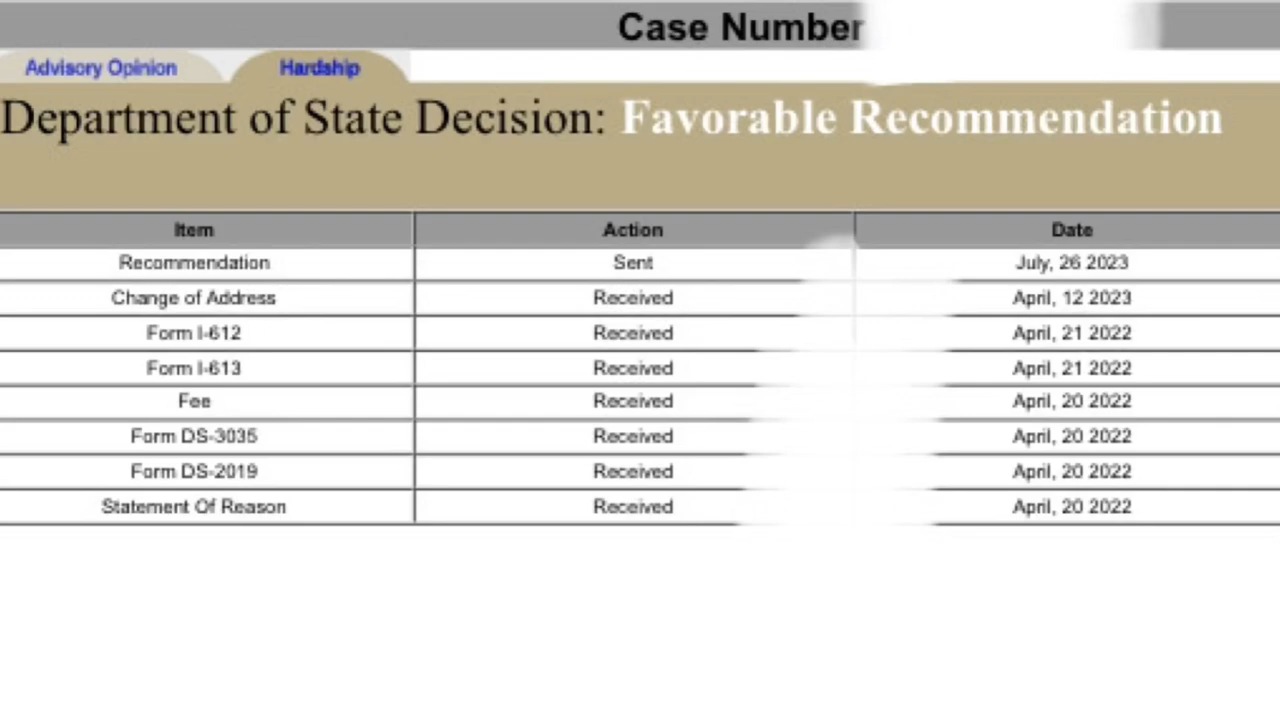 Case Number
Advisory Opinion Hardship
Department of State Decision: Favorable Recommendation
Item Action Date
Recommendation Sent July, 26 2023
Change of Address Received April, 12 2023
Form I-612 Received April, 21 2022
Form I-613 Received April, 21 2022
Fee Received April, 20 2022
Form DS-3035 Received April, 20 2022
Form DS-2019 Received April, 20 2022
Statement Of Reason Received April, 20 2022